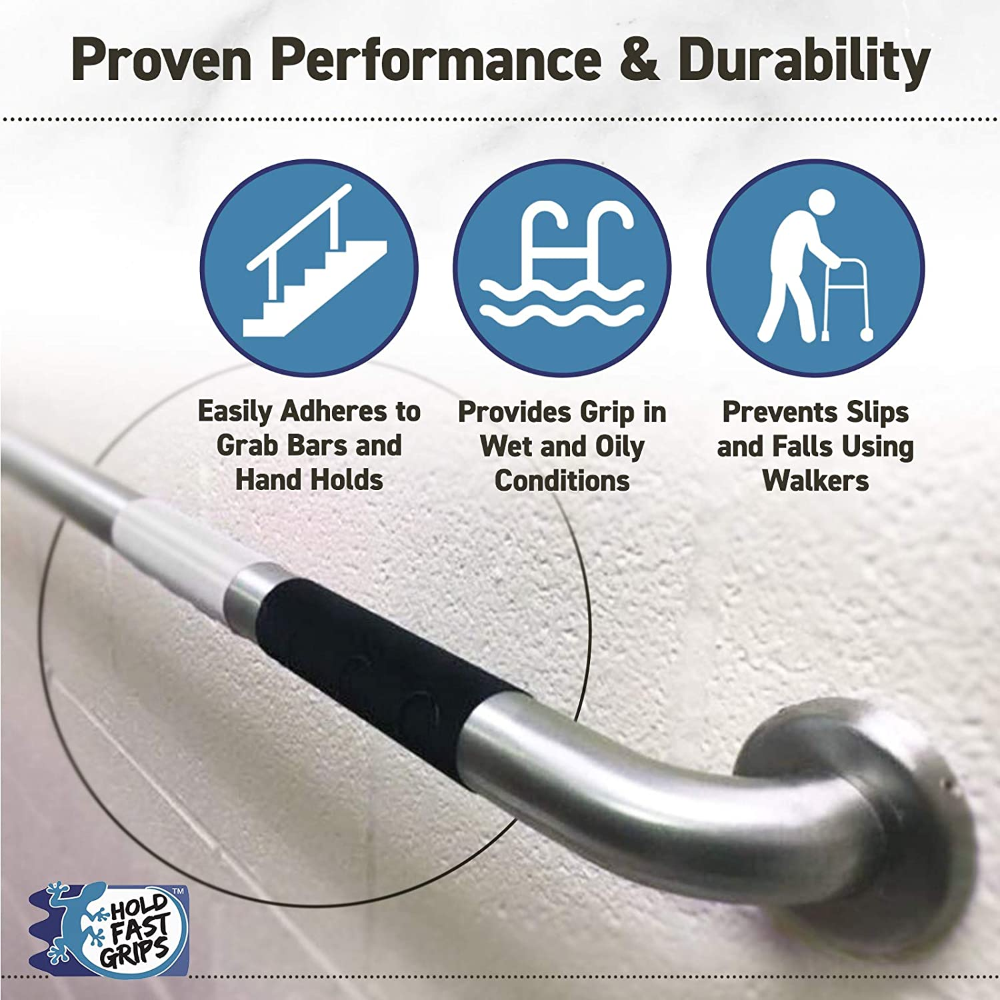 Proven Performance & Durability
Easily Adheres to
Grab Bars and
Hand Holds
Provides Grip in
Wet and Oily
Conditions
Prevents Slips
and Falls Using
Walkers
HOLD
FAST
GRIPS
TM